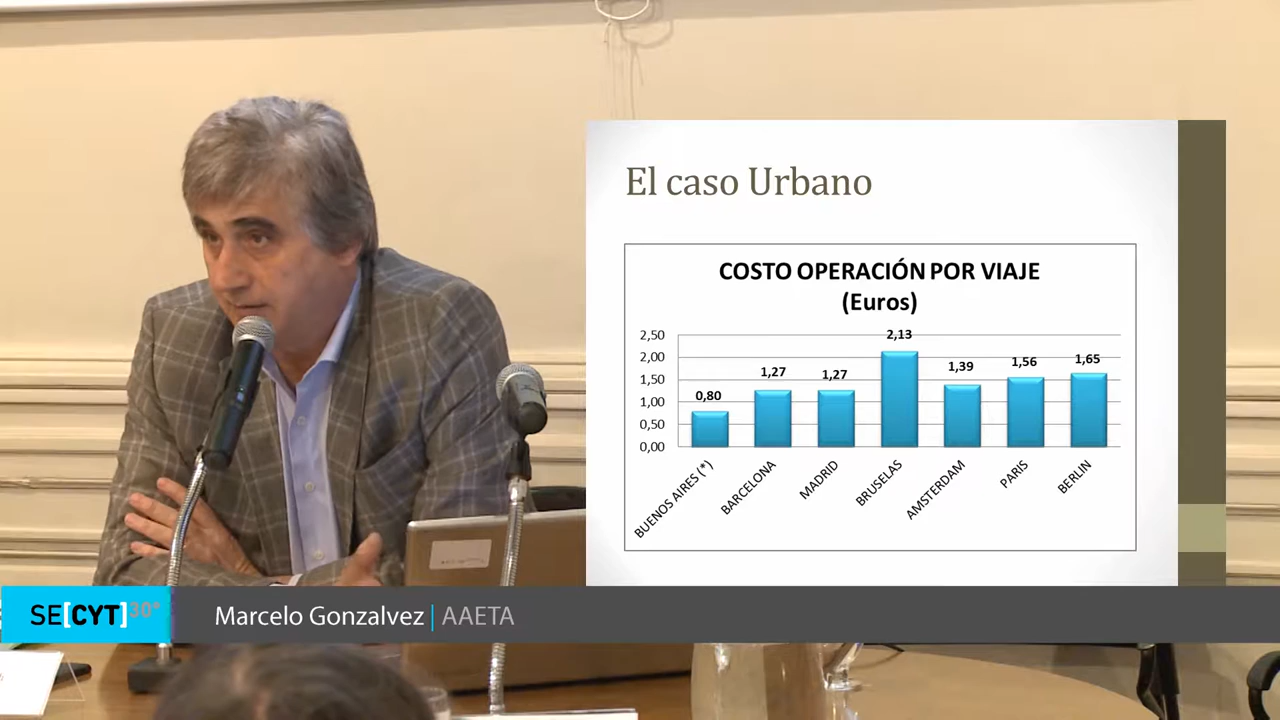 El caso Urbano
COSTO OPERACIÓN POR VIAJE
(Euros)
2,50
2,00
1,50
1,00
0,50
0,00
0,80
1,27
1,27
2,13
1,39
1,56
1,65
BUENOS AIRES (*)
BARCELONA
MADRID
BRUSELAS
AMSTERDAM
PARIS
BERLIN
SE[CYT]30°
Marcelo Gonzalvez | AAETA